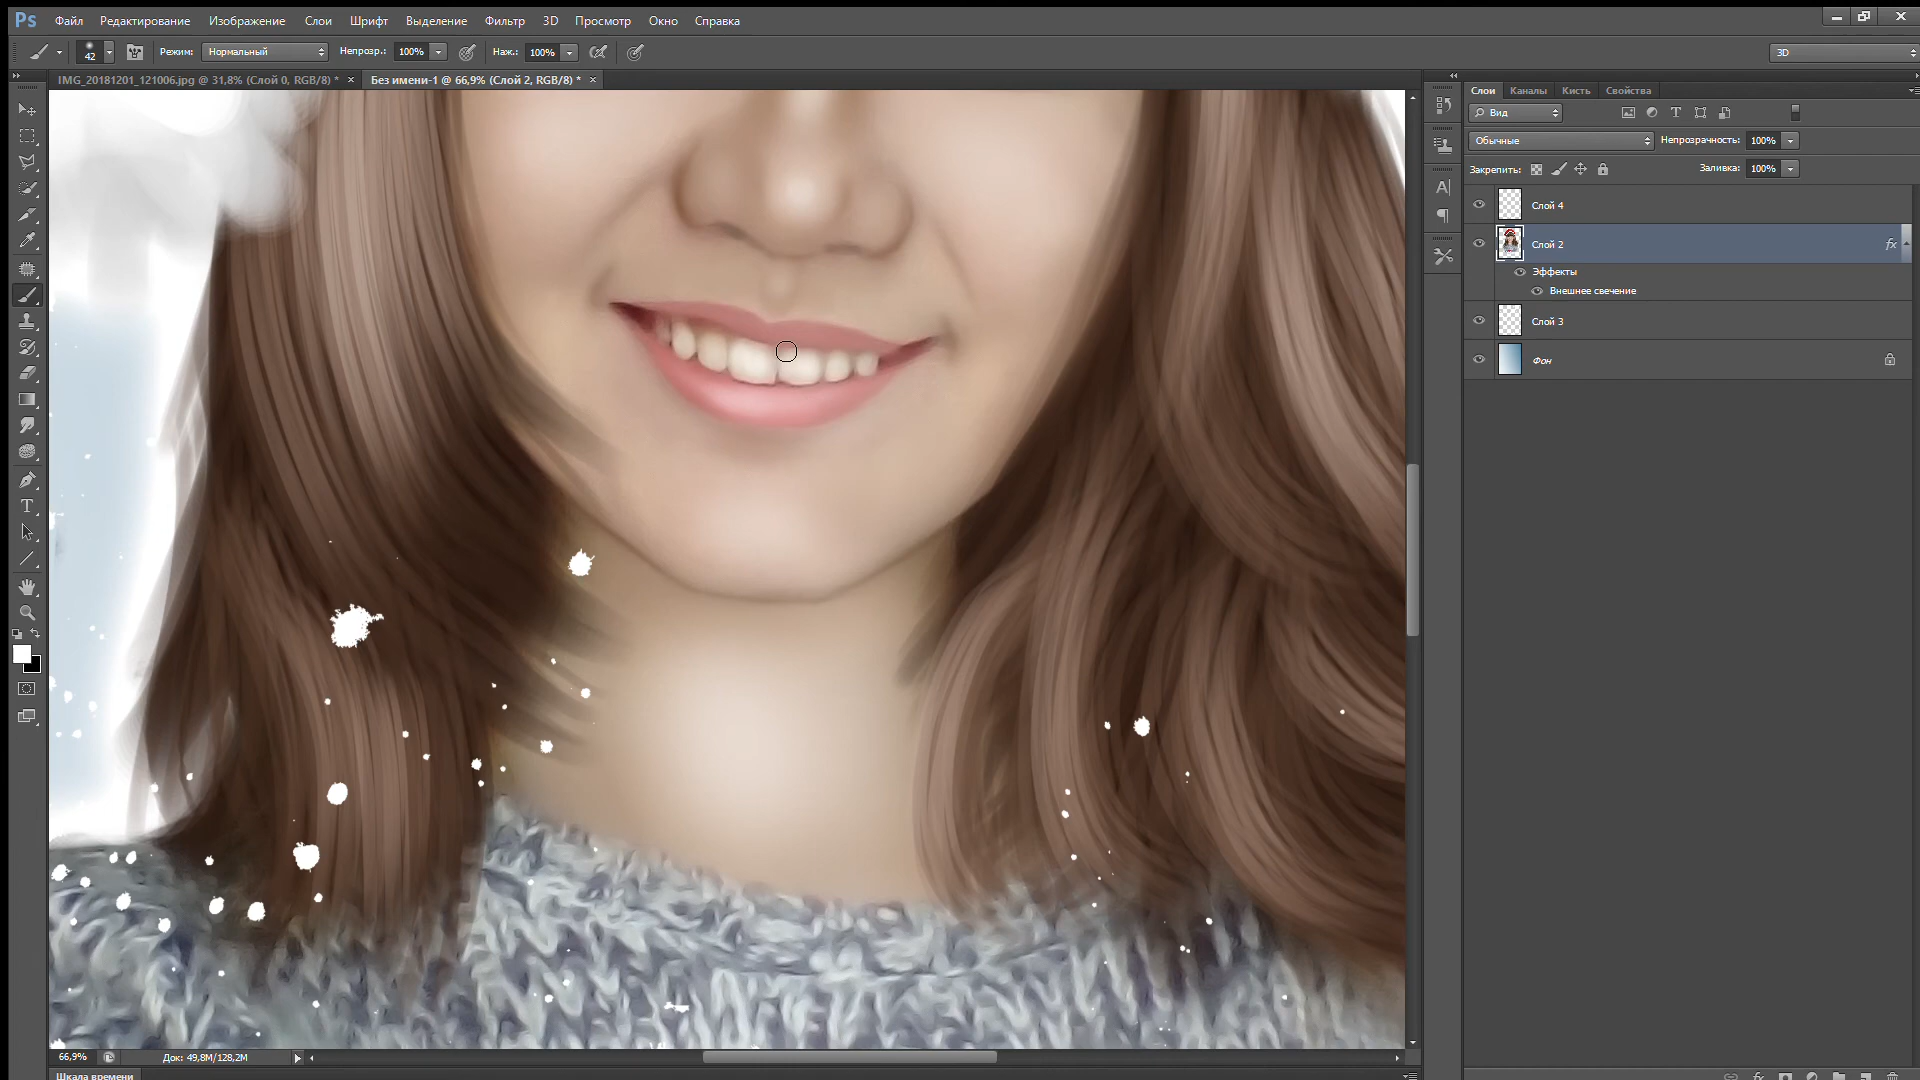 Ps Файл Редактирование Изображение Слои Шрифт Выделение Фильтр 3D Просмотр Окно Справка
42 Режим: Нормальный Непрозр.: 100% Наж.: 100% 3D
IMG_20181201_121006.jpg @ 31,8% (Слой 0, RGB/8) * × Без имени-1 @ 66,9% (Слой 2, RGB/8) * ×
Слои Каналы Кисть Свойства
Вид
Обычные Непрозрачность: 100%
Закрепить: Заливка: 100%
Слой 4
Слой 2 fx
Эффекты
Внешнее свечение
Слой 3
Фон
66,9% Док: 49,8M/128,2M
Шкала времени